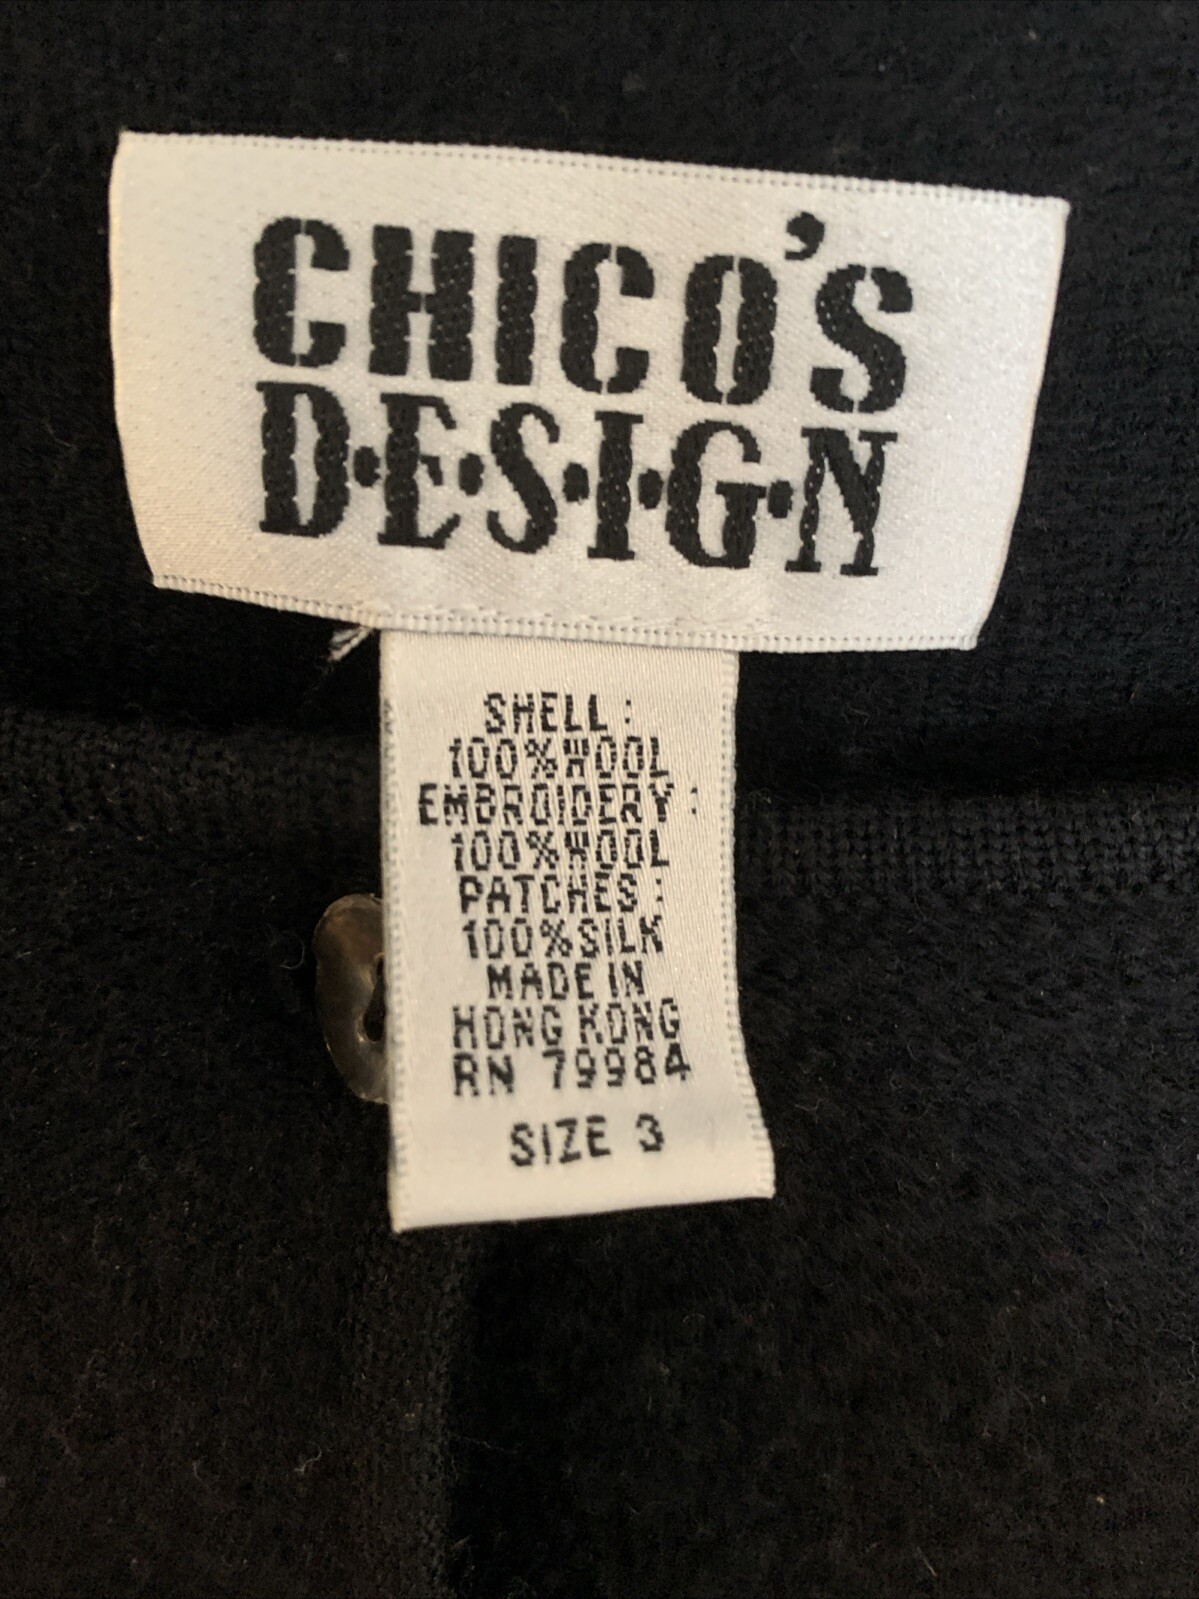 CHICO'S
D·E·S·I·G·N
SHELL:
100%WOOL
EMBROIDERY:
100%WOOL
PATCHES:
100%SILK
MADE IN
HONG KONG
RN 79984
SIZE 3